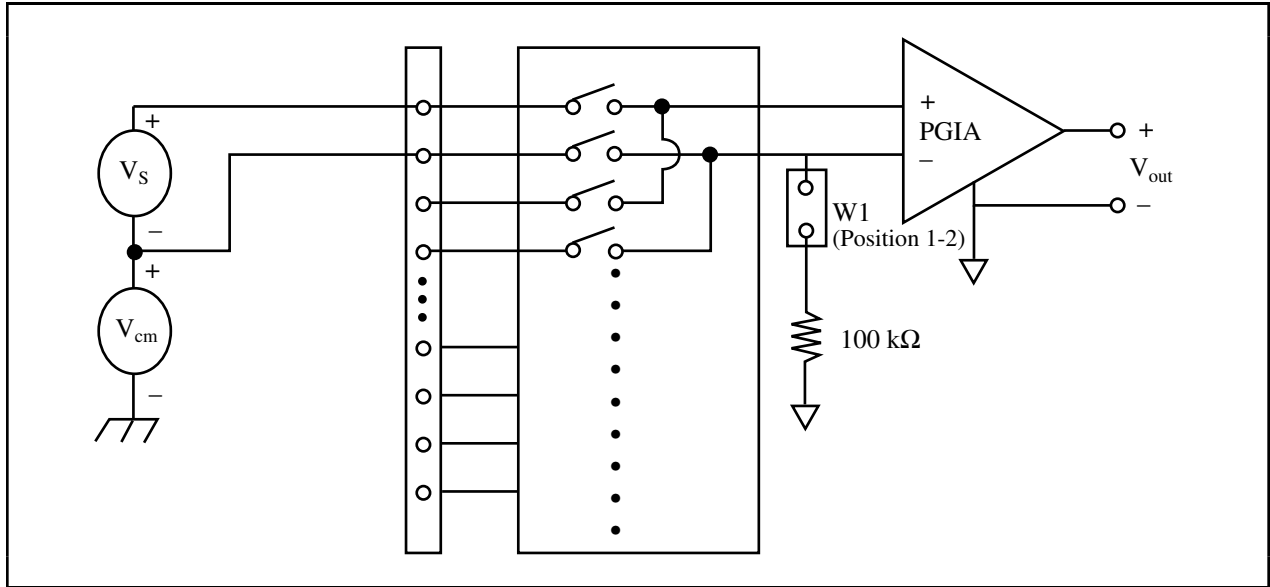 +
V_S
−
+
V_cm
−
+
PGIA
−
+
V_out
−
W1
(Position 1-2)
100 kΩ